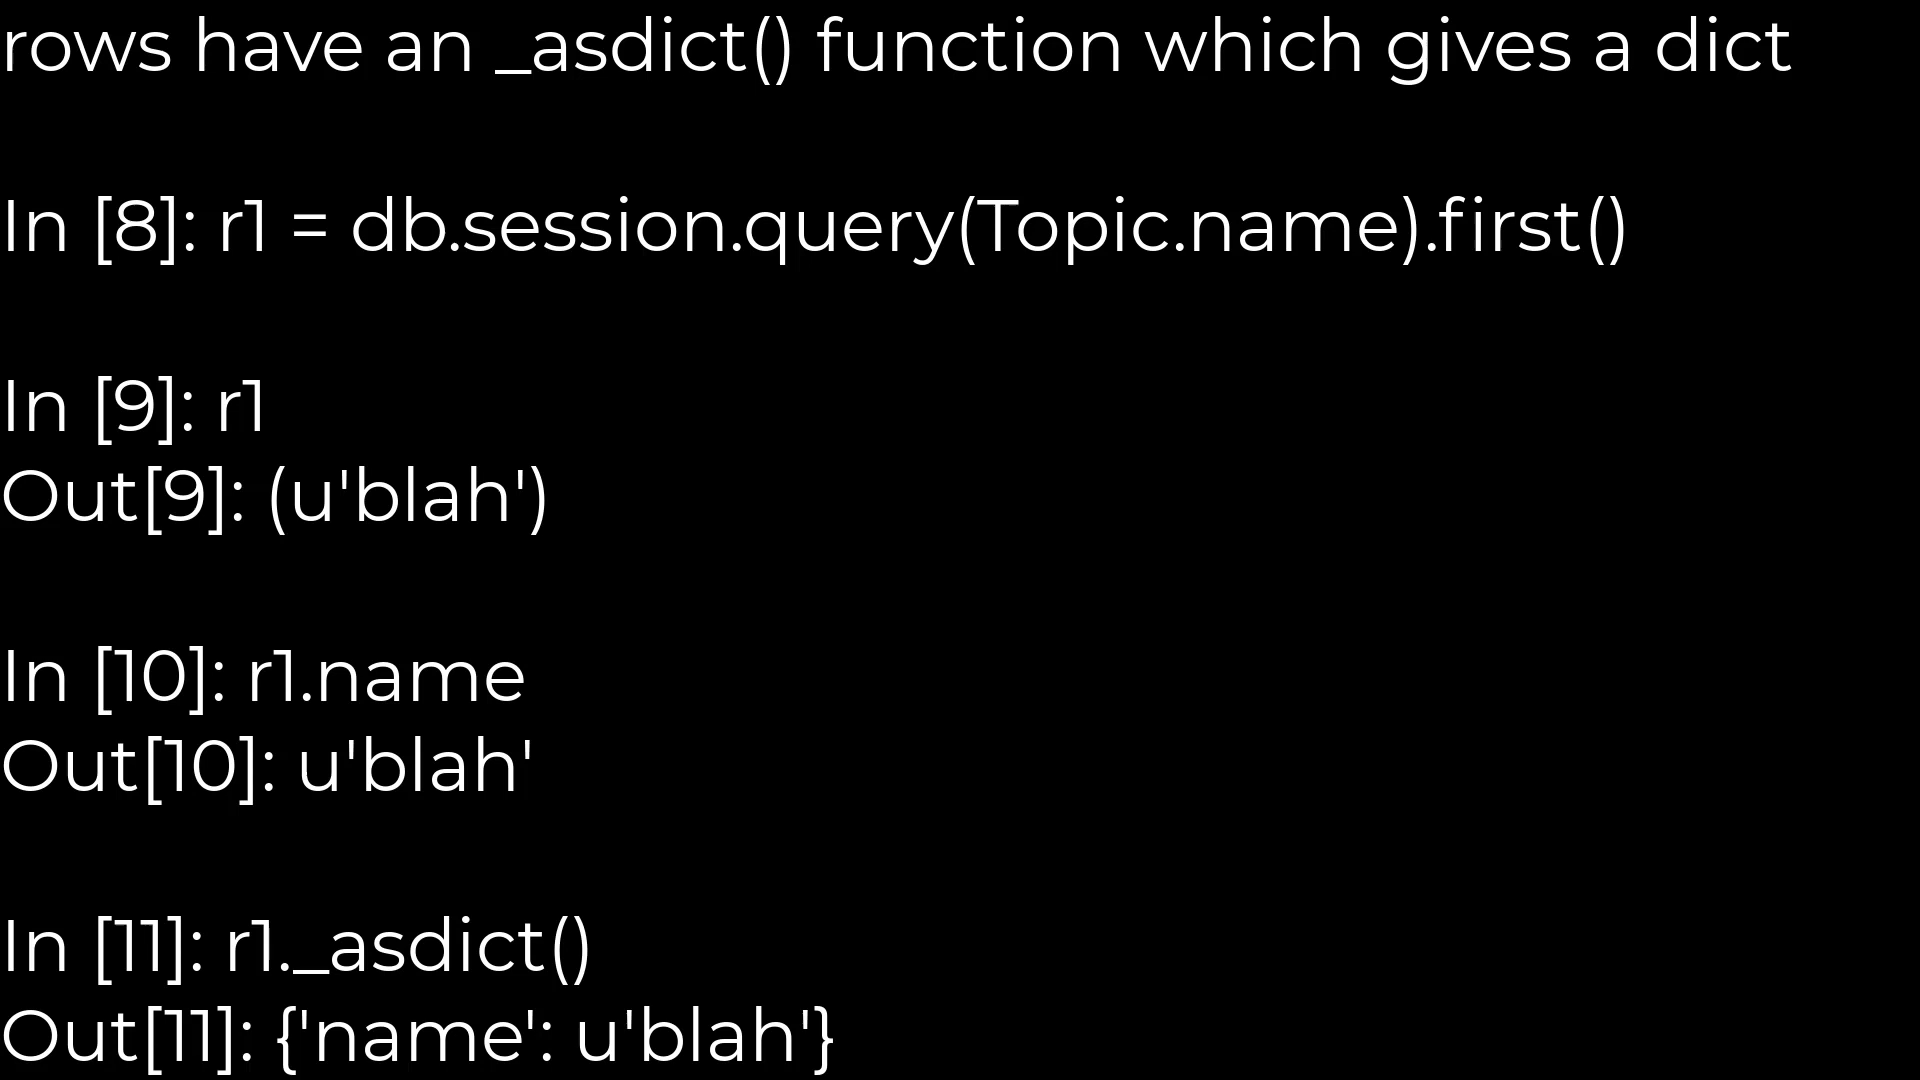 rows have an _asdict() function which gives a dict
In [8]: r1 = db.session.query(Topic.name).first()
In [9]: r1
Out[9]: (u'blah')
In [10]: r1.name
Out[10]: u'blah'
In [11]: r1._asdict()
Out[11]: {'name': u'blah'}